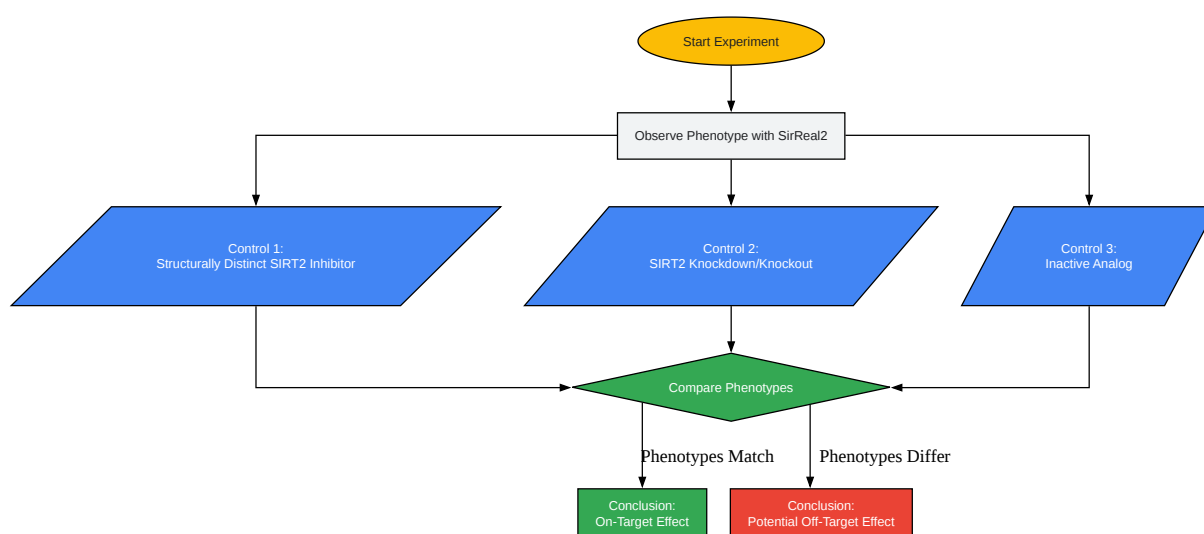 Start Experiment
Observe Phenotype with SirReal2
Control 1:
Structurally Distinct SIRT2 Inhibitor
Control 2:
SIRT2 Knockdown/Knockout
Control 3:
Inactive Analog
Compare Phenotypes
Phenotypes Match
Phenotypes Differ
Conclusion:
On-Target Effect
Conclusion:
Potential Off-Target Effect